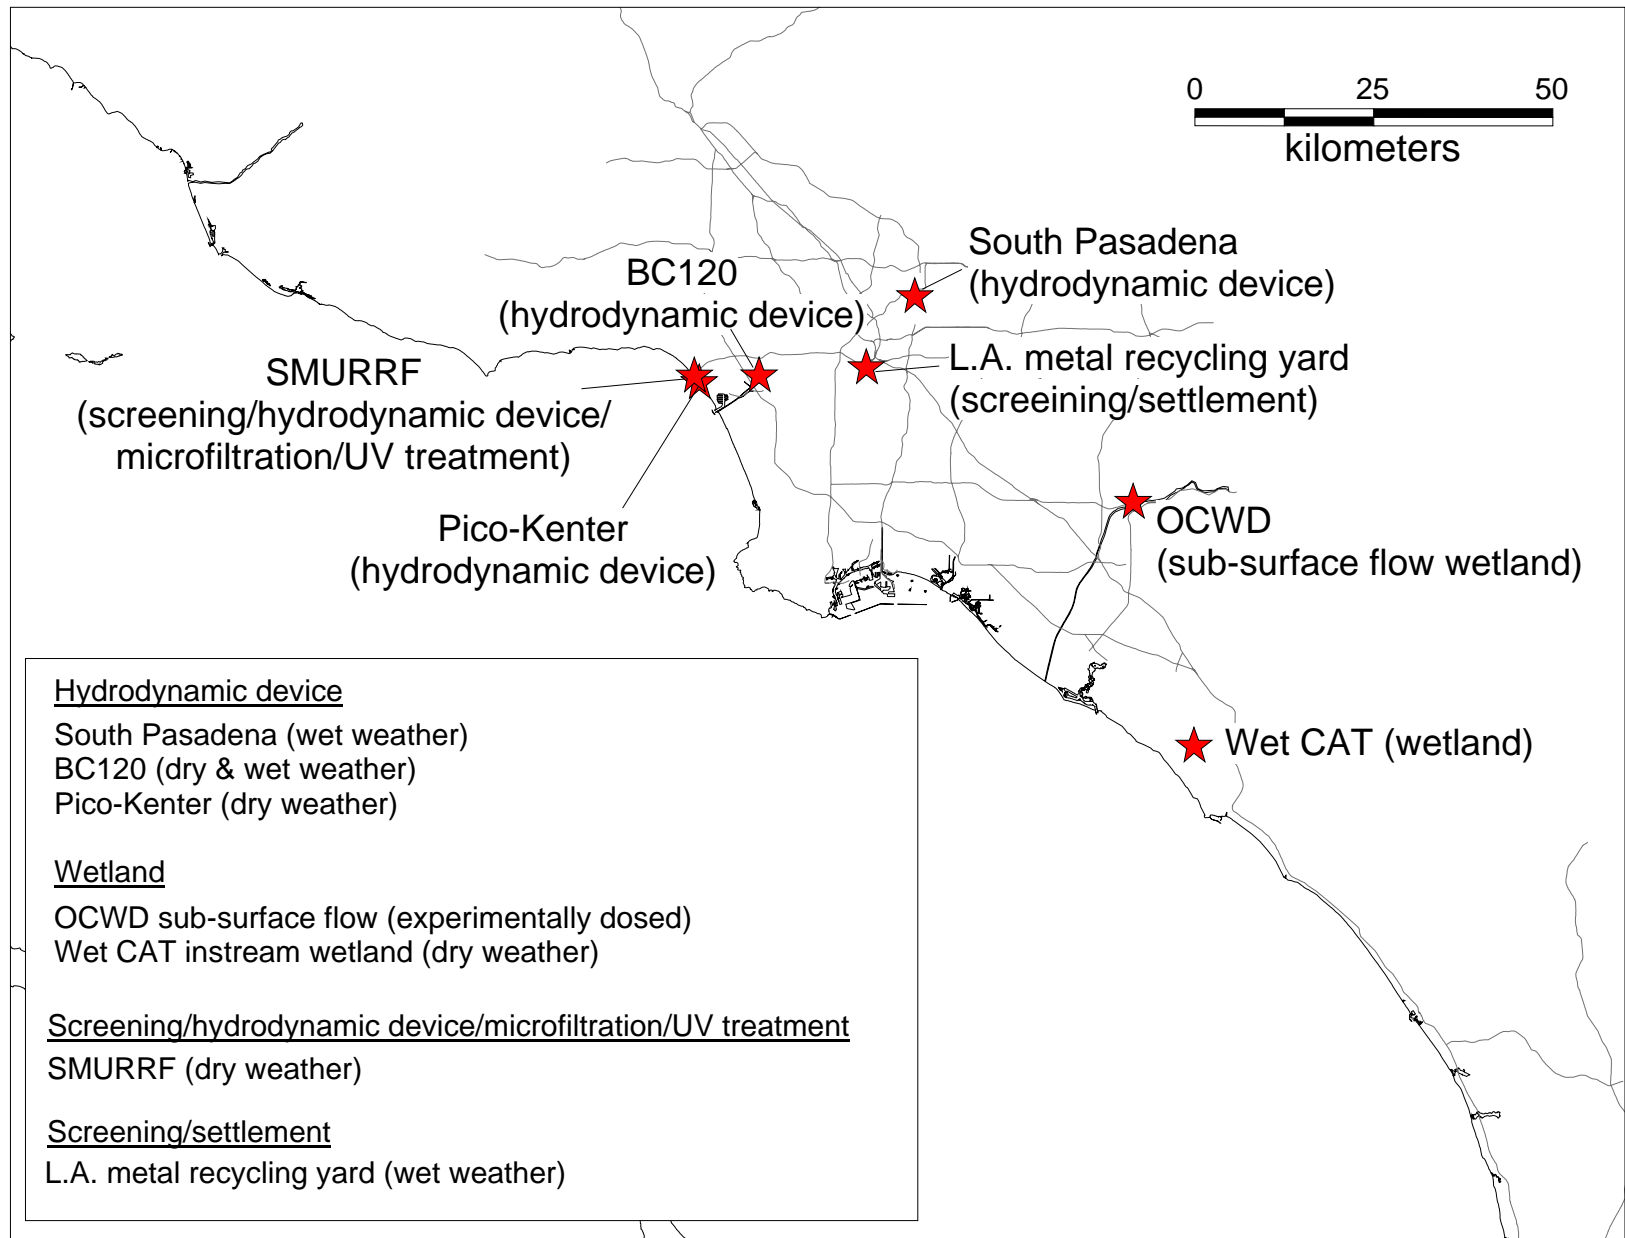 0 25 50
kilometers
South Pasadena
(hydrodynamic device)
BC120
(hydrodynamic device)
L.A. metal recycling yard
(screeining/settlement)
SMURRF
(screening/hydrodynamic device/
microfiltration/UV treatment)
Pico-Kenter
(hydrodynamic device)
OCWD
(sub-surface flow wetland)
Wet CAT (wetland)
Hydrodynamic device
South Pasadena (wet weather)
BC120 (dry & wet weather)
Pico-Kenter (dry weather)
Wetland
OCWD sub-surface flow (experimentally dosed)
Wet CAT instream wetland (dry weather)
Screening/hydrodynamic device/microfiltration/UV treatment
SMURRF (dry weather)
Screening/settlement
L.A. metal recycling yard (wet weather)